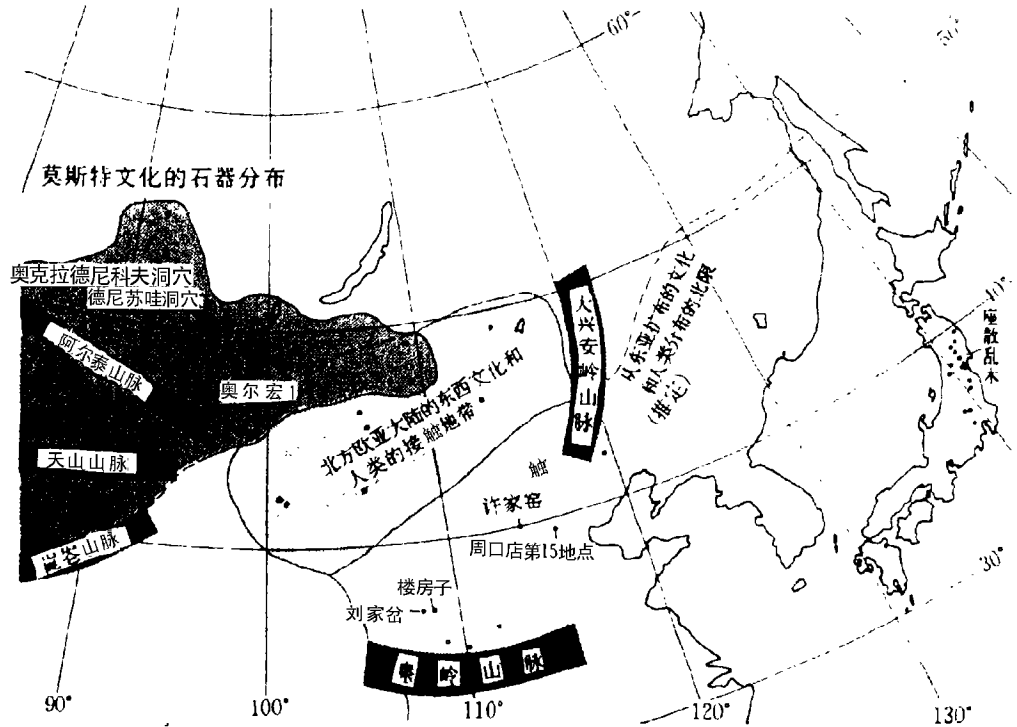 60°
50°
莫斯特文化的石器分布
奥克拉德尼科夫洞穴
德尼苏哇洞穴
阿尔泰山脉
奥尔宏1
天山山脉
山脉
北方欧亚大陆的东西文化和
人类的接触地带
人兴安岭山脉
从东亚扩布的文化
和人类分布的北限
(推定)
40°
座散乱木
触
许家窑
周口店第15地点
楼房子
刘家岔
秦岭山脉
30°
90°
100°
110°
120°
130°